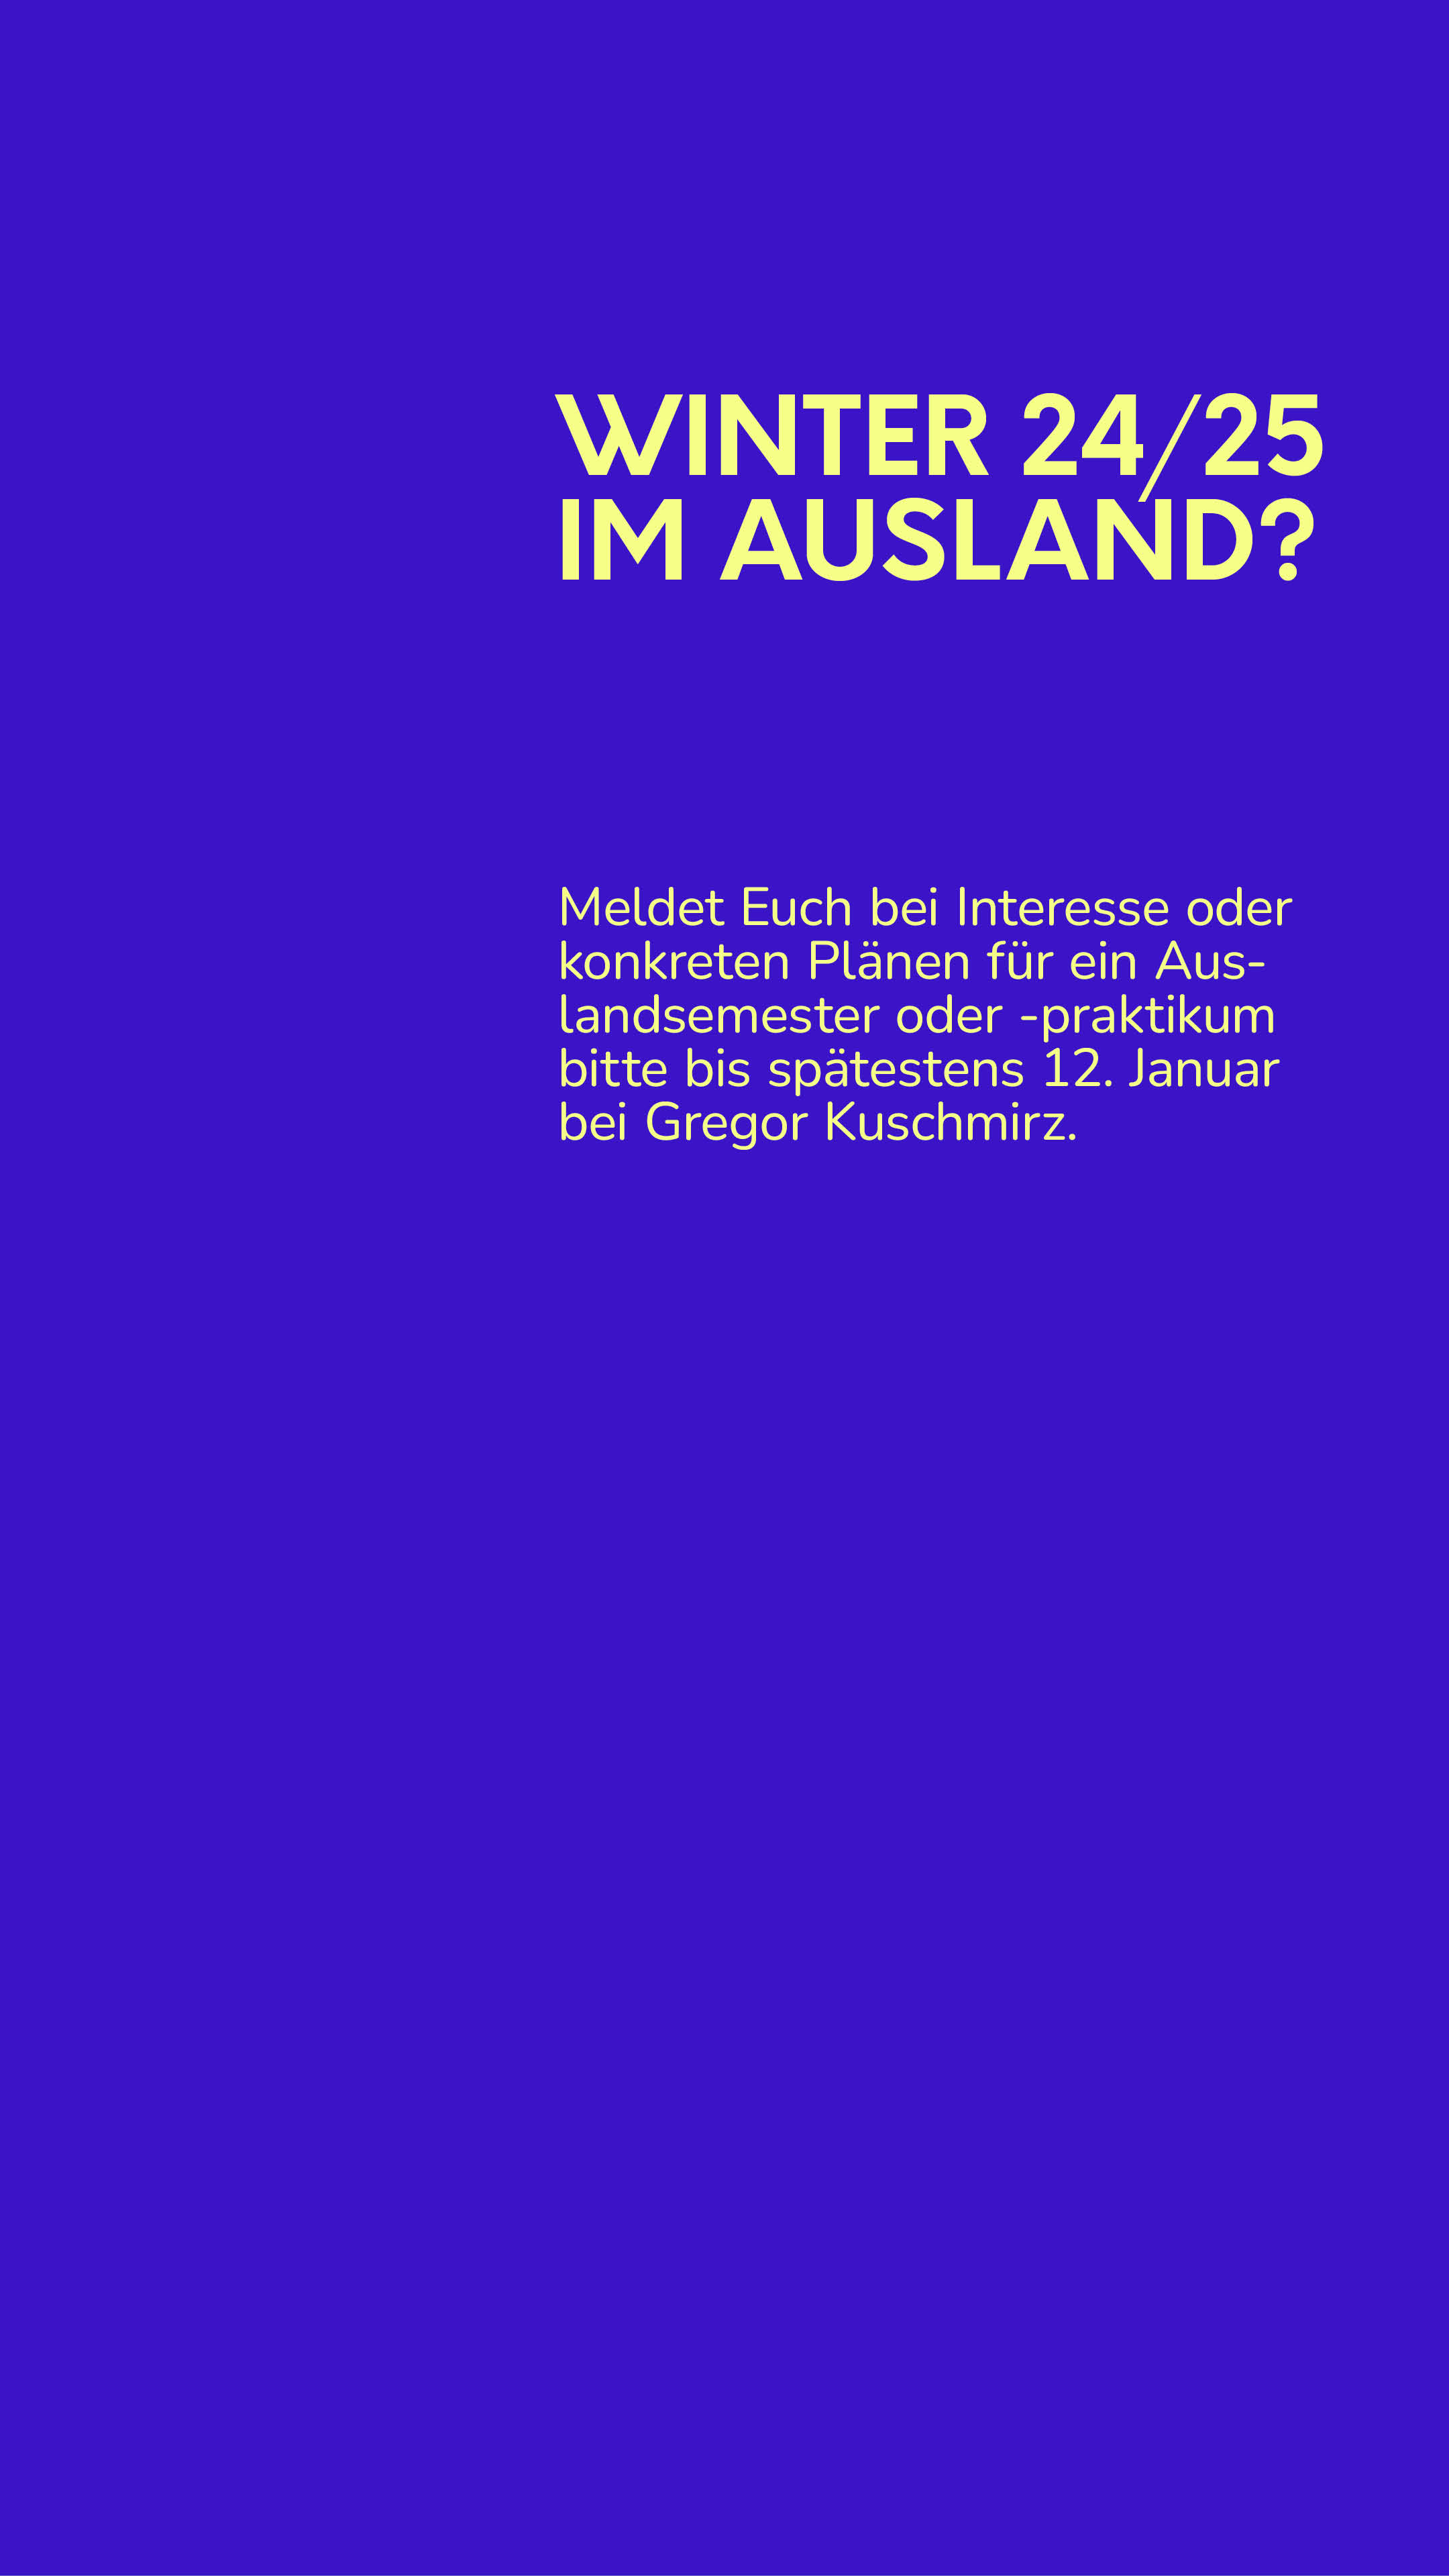 WINTER 24/25
IM AUSLAND?
Meldet Euch bei Interesse oder
konkreten Plänen für ein Aus-
landsemester oder -praktikum
bitte bis spätestens 12. Januar
bei Gregor Kuschmirz.